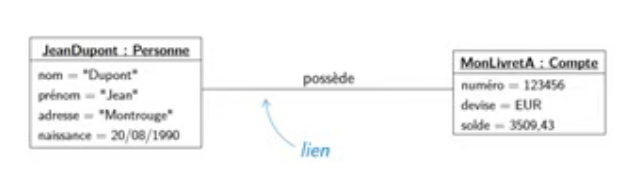 JeanDupont : Personne
nom = "Dupont"
prénom = "Jean"
adresse = "Montrouge"
naissance = 20/08/1990
possède
lien
MonLivretA : Compte
numéro = 123456
devise = EUR
solde = 3509,43